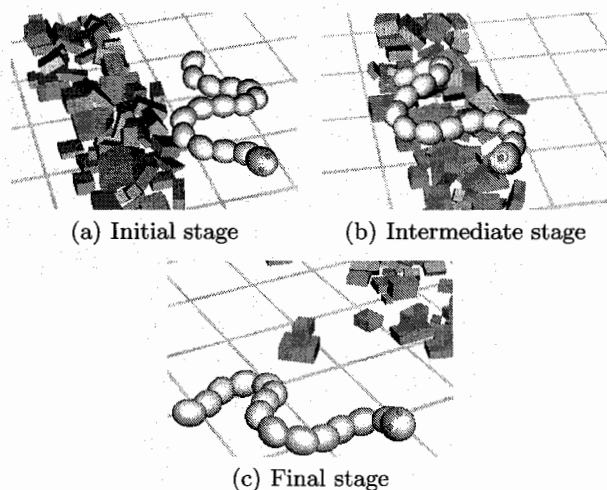 (a) Initial stage
(b) Intermediate stage
(c) Final stage